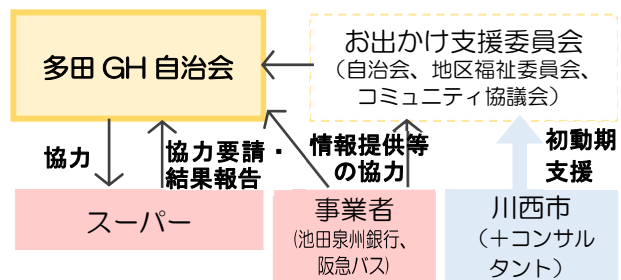 多田 GH 自治会
お出かけ支援委員会
（自治会、地区福祉委員会、
コミュニティ協議会）
協力
協力要請・
結果報告
情報提供等
の協力
初動期
支援
スーパー
事業者
(池田泉州銀行、
阪急バス)
川西市
（＋コンサル
タント）